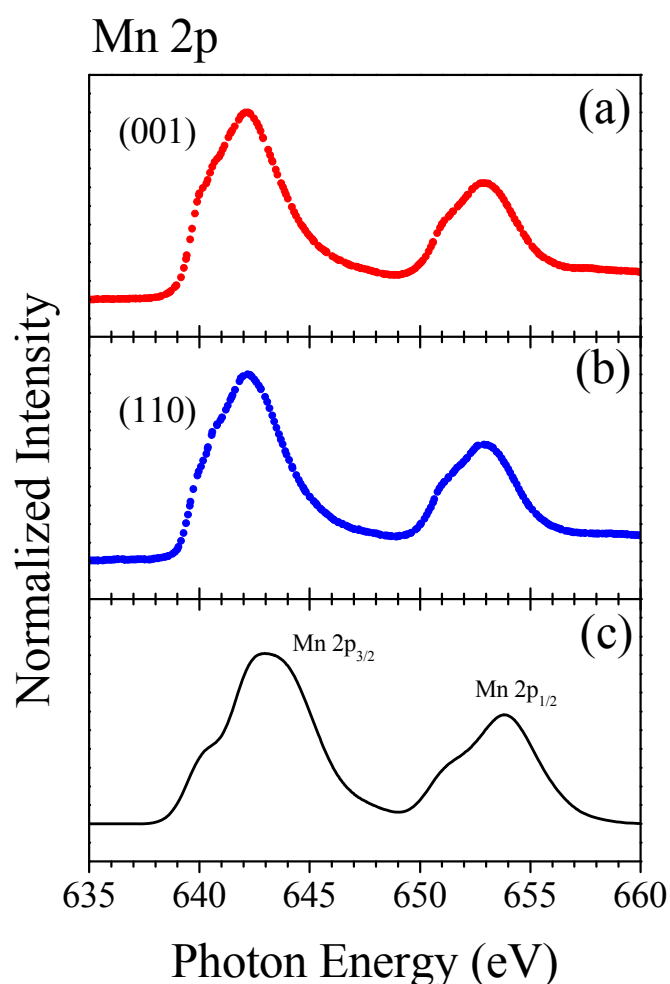 Mn 2p
(a)
(001)
(b)
(110)
(c)
Mn 2p3/2
Mn 2p1/2
Normalized Intensity
635 640 645 650 655 660
Photon Energy (eV)